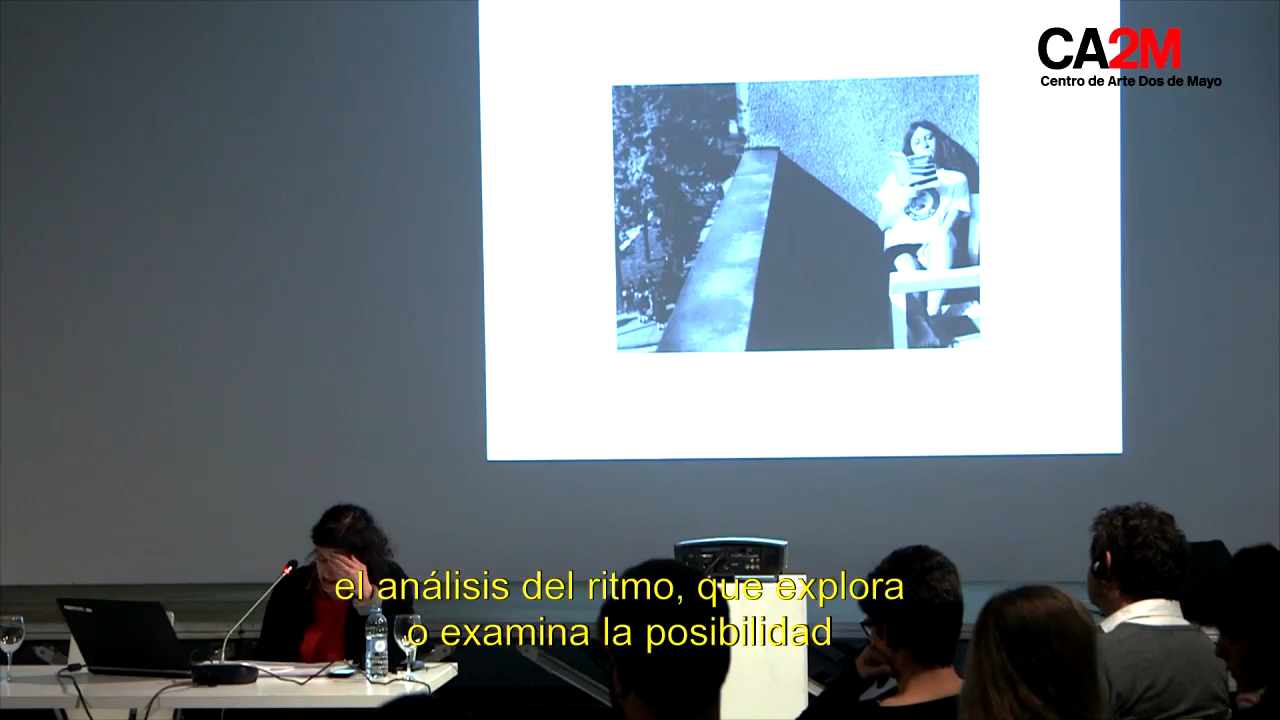 CA2M
Centro de Arte Dos de Mayo
el análisis del ritmo, que explora
o examina la posibilidad